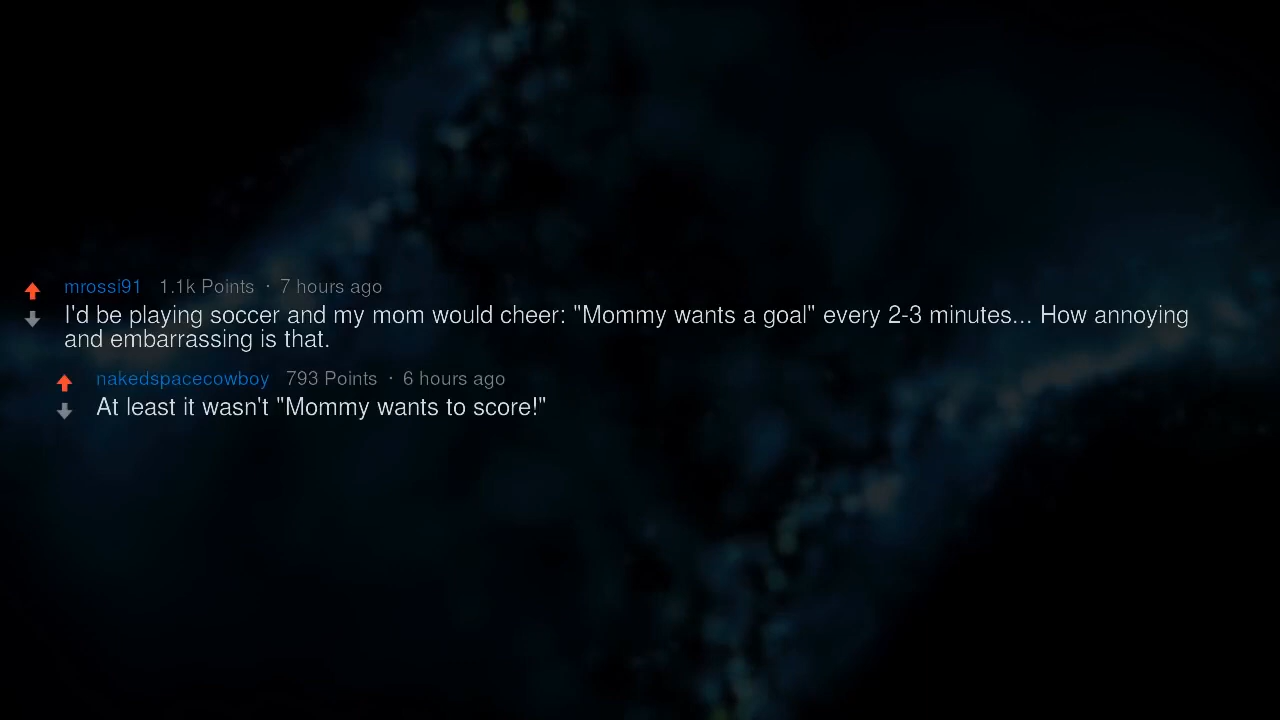 mrossi91 1.1k Points · 7 hours ago
I'd be playing soccer and my mom would cheer: "Mommy wants a goal" every 2-3 minutes... How annoying
and embarrassing is that.
nakedspacecowboy 793 Points · 6 hours ago
At least it wasn't "Mommy wants to score!"